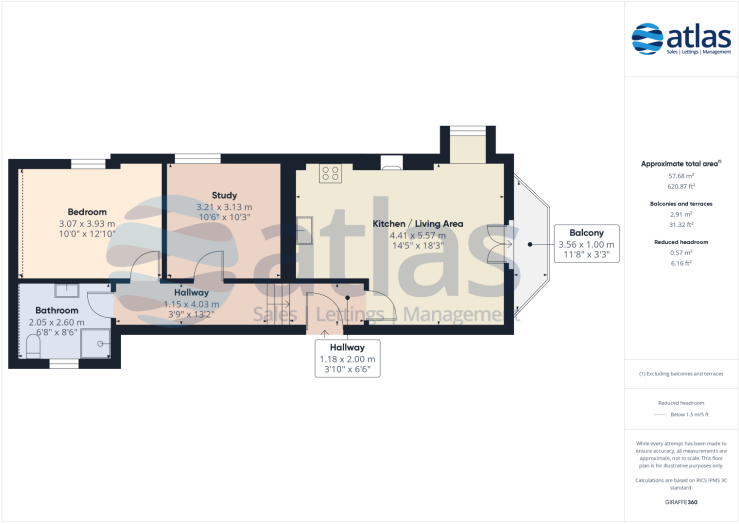 Bedroom
3.07 x 3.93 m
10'0" x 12'10"
Study
3.21 x 3.13 m
10'6" x 10'3"
Kitchen / Living Area
4.41 x 5.57 m
14'5" x 18'3"
Balcony
3.56 x 1.00 m
11'8" x 3'3"
Bathroom
2.05 x 2.60 m
6'8" x 8'6"
Hallway
1.15 x 4.03 m
3'9" x 13'2"
Hallway
1.18 x 2.00 m
3'10" x 6'6"
atlas
Sales | Lettings | Management
atlas
Sales | Lettings | Management
Approximate total area(1)
57.68 m²
620.87 ft²
Balconies and terraces
2.91 m²
31.32 ft²
Reduced headroom
0.57 m²
6.16 ft²
(1) Excluding balconies and terraces
Reduced headroom
Below 1.5 m/5 ft
While every attempt has been made to
ensure accuracy, all measurements are
approximate, not to scale. This floor
plan is for illustrative purposes only.
Calculations are based on RICS IPMS 3C
standard.
GIRAFFE360